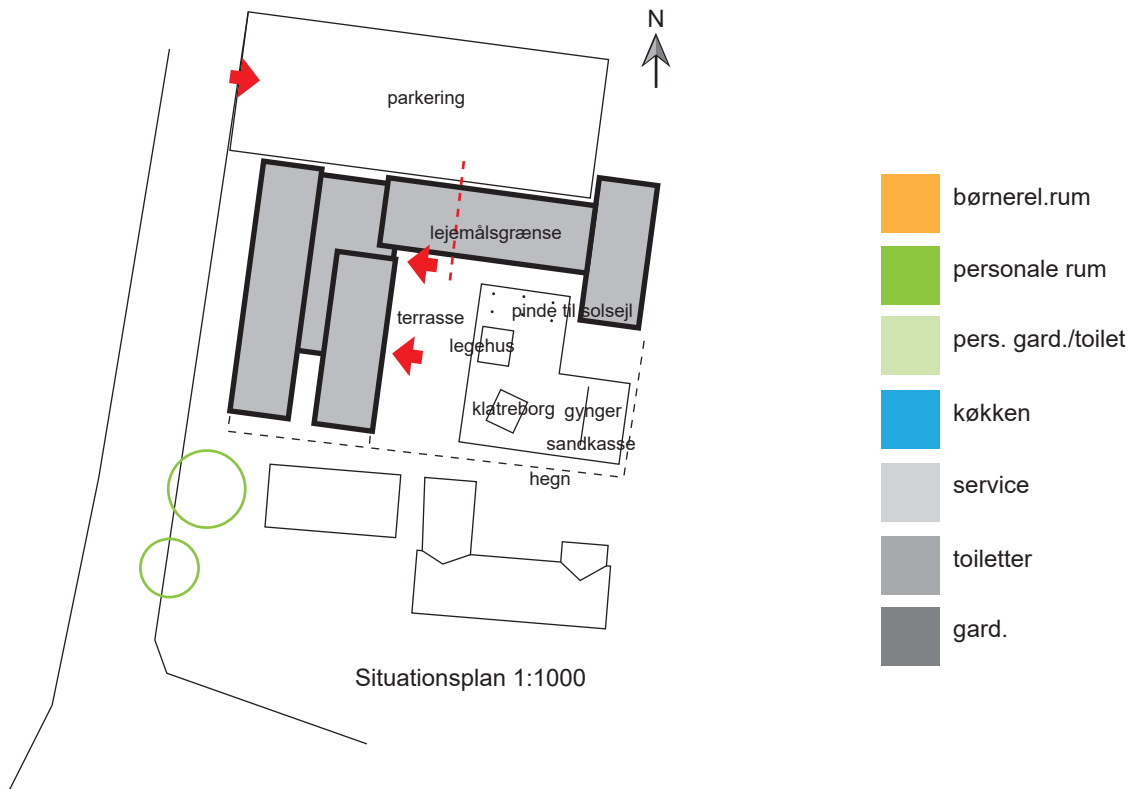 N
parkering
lejemålsgrænse
pinde til solsejl
terrasse
legehus
klatreborg
gynger
sandkasse
hegn
Situationsplan 1:1000
børnerel.rum
personale rum
pers. gard./toilet
køkken
service
toiletter
gard.